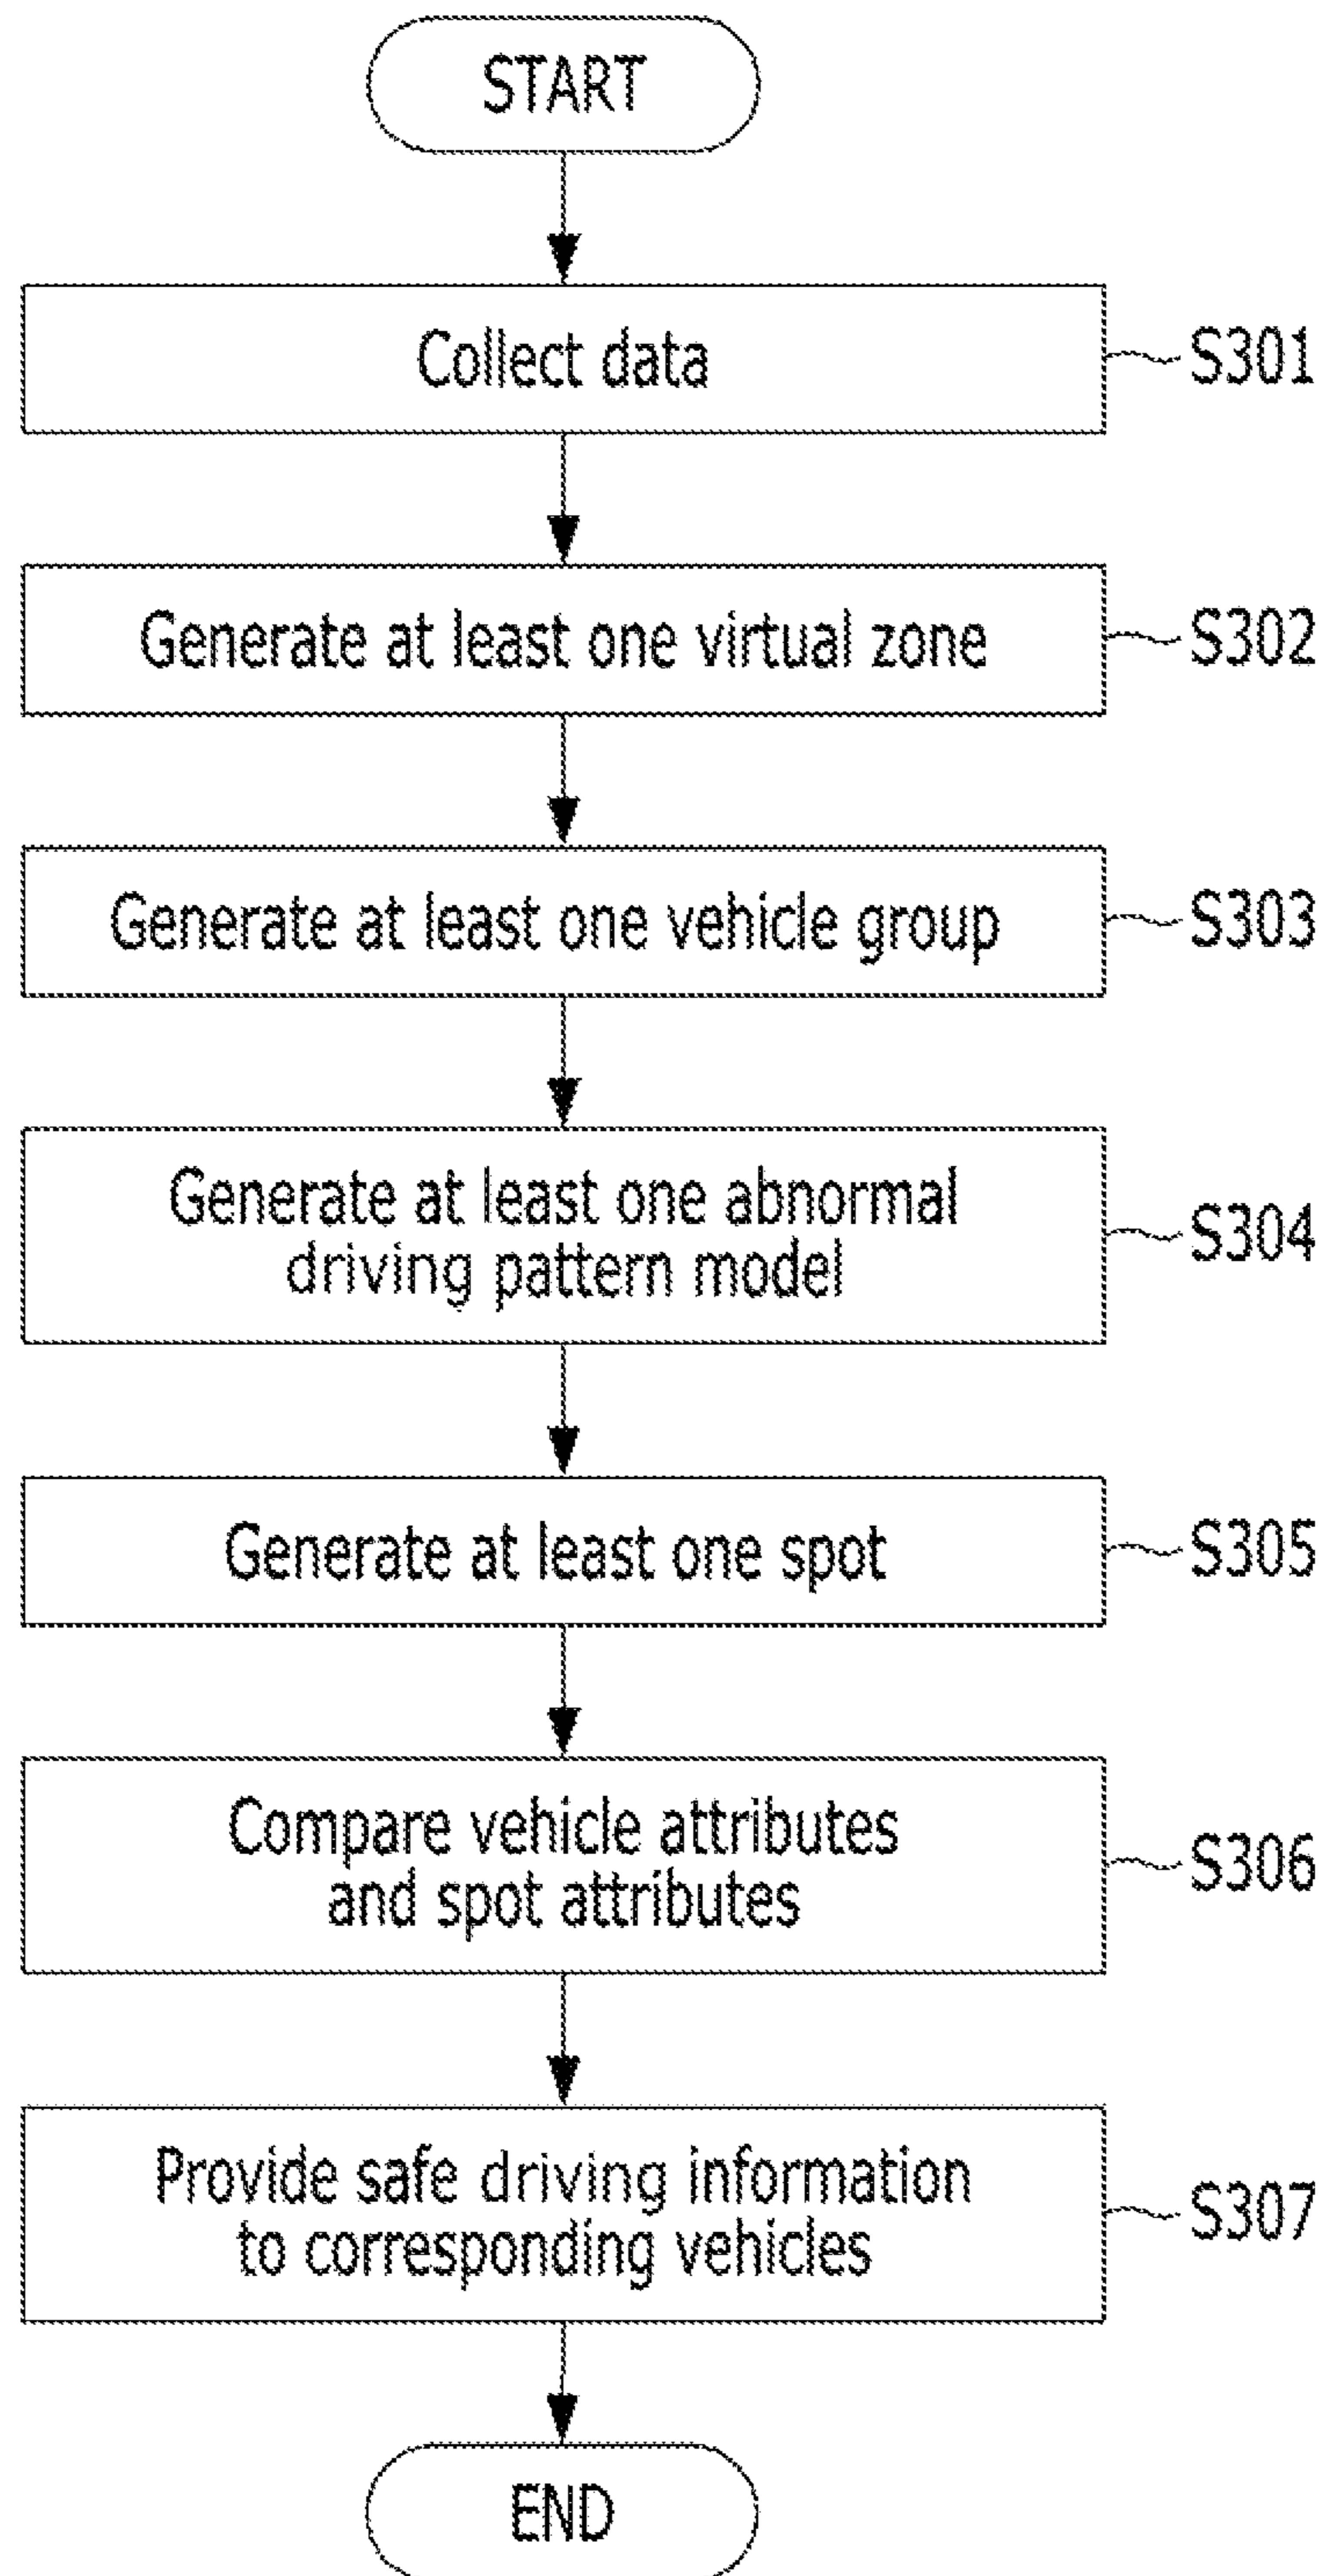 START
Collect data
S301
Generate at least one virtual zone
S302
Generate at least one vehicle group
S303
Generate at least one abnormal
driving pattern model
S304
Generate at least one spot
S305
Compare vehicle attributes
and spot attributes
S306
Provide safe driving information
to corresponding vehicles
S307
END